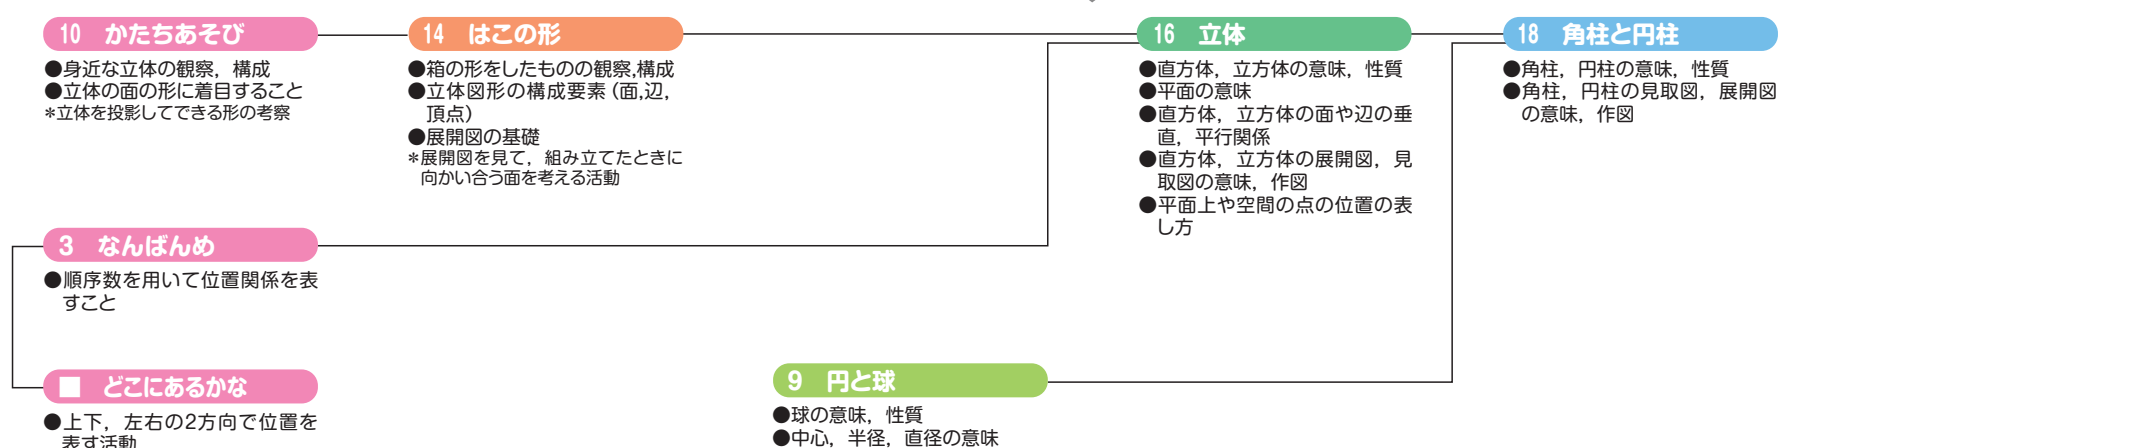 10 かたちあそび
●身近な立体の観察，構成
●立体の面の形に着目すること
＊立体を投影してできる形の考察
14 はこの形
●箱の形をしたものの観察,構成
●立体図形の構成要素（面,辺,
頂点）
●展開図の基礎
＊展開図を見て，組み立てたときに
向かい合う面を考える活動
16 立体
●直方体，立方体の意味，性質
●平面の意味
●直方体，立方体の面や辺の垂
直，平行関係
●直方体，立方体の展開図，見
取図の意味，作図
●平面上や空間の点の位置の表
し方
18 角柱と円柱
●角柱，円柱の意味，性質
●角柱，円柱の見取図，展開図
の意味，作図
3 なんばんめ
●順序数を用いて位置関係を表
すこと
■ どこにあるかな
●上下，左右の2方向で位置を
表す活動
9 円と球
●球の意味，性質
●中心，半径，直径の意味